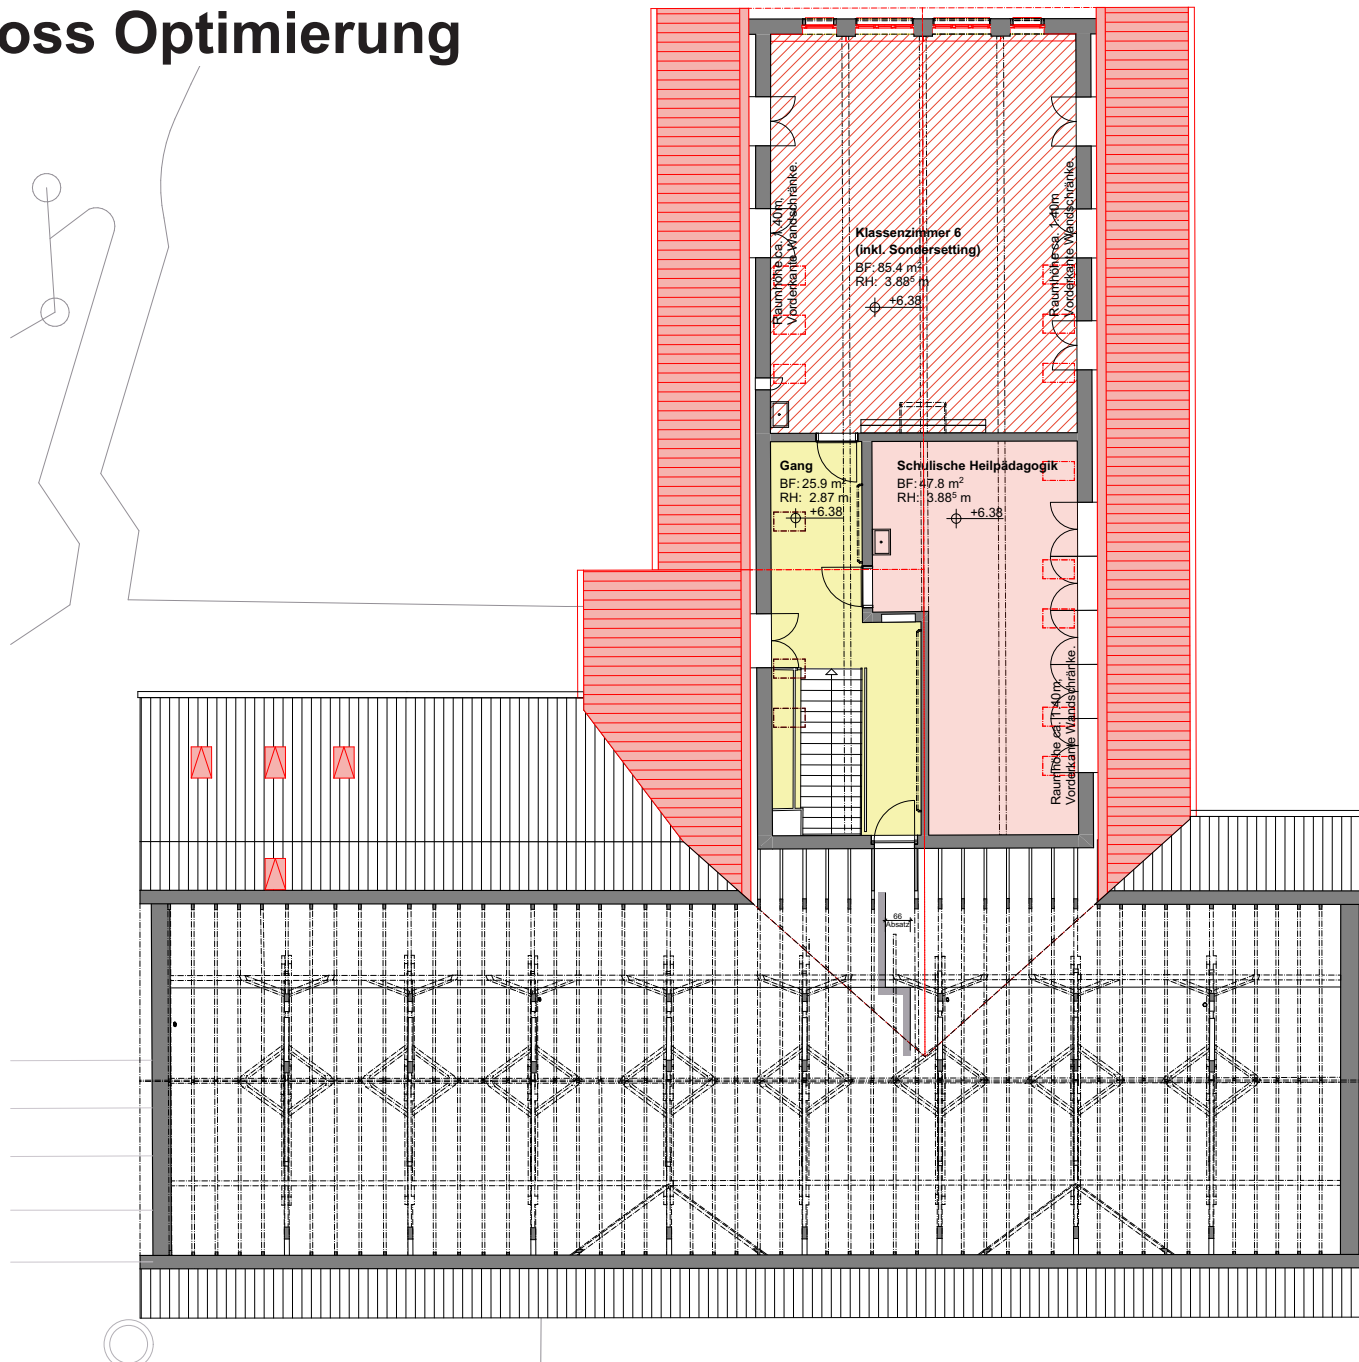 oss Optimierung
Raumhöhe ca. 1.40m,
Vorderkante Wandschränke.
Klassenzimmer 6
(inkl. Sondersetting)
BF: 85.4 m²
RH: 3.88⁵ m
+6.38
Raumhöhe ca. 1.40m
Vorderkante Wandschränke.
Gang
BF: 25.9 m²
RH: 2.87 m
+6.38
Schulische Heilpädagogik
BF: 47.8 m²
RH: 3.88⁵ m
+6.38
Raumhöhe ca. 1.40m,
Vorderkante Wandschränke.
66
Absatz